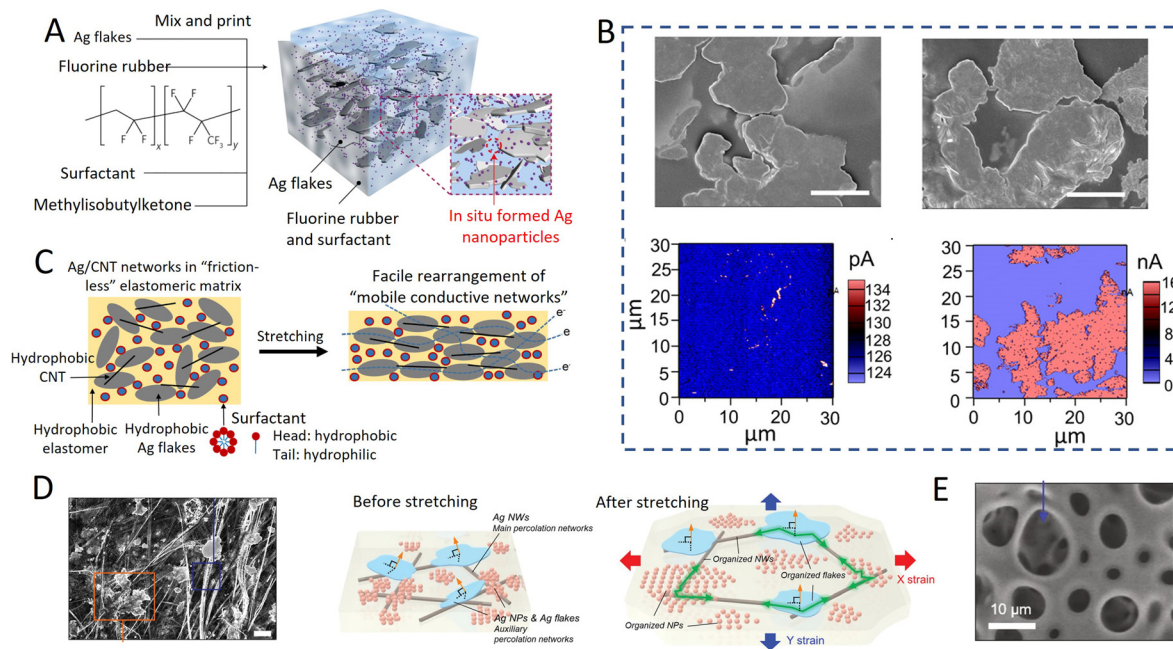 A
Mix and print
Ag flakes
Fluorine rubber
F F
F F
F
F CF3
x
y
Surfactant
Methylisobutylketone
Ag flakes
Fluorine rubber
and surfactant
In situ formed Ag
nanoparticles
B
30
25
20
15
10
5
0
μm
0 10 20 30
μm
pA
134
132
130
128
126
124
30
25
20
15
10
5
0
μm
0 10 20 30
μm
nA
16
12
8
4
0
C
Ag/CNT networks in “friction-
less” elastomeric matrix
Hydrophobic
CNT
Hydrophobic
elastomer
Hydrophobic
Ag flakes
Stretching
Facile rearrangement of
“mobile conductive networks”
e-
e
e-
Surfactant
Head: hydrophobic
Tail: hydrophilic
D
Before stretching
Ag NWs
Main percolation networks
Ag NPs & Ag flakes
Auxiliary
percolation networks
After stretching
Organized NWs
Organized flakes
Organized NPs
X strain
Y strain
E
10 μm